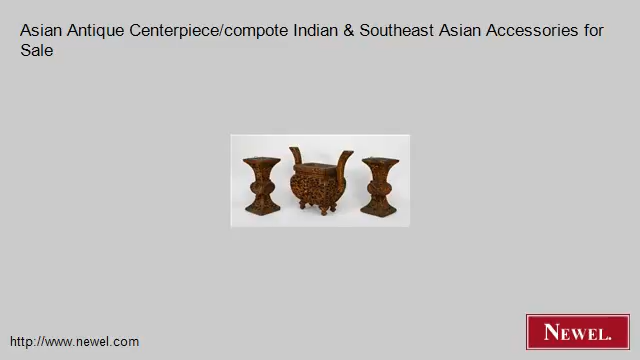 Asian Antique Centerpiece/compote Indian & Southeast Asian Accessories for
Sale
http://www.newel.com
NEWEL.